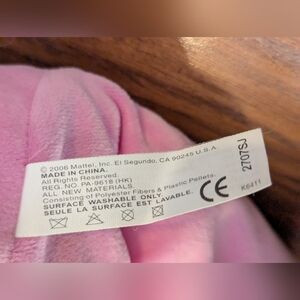 © 2006 Mattel, Inc. El Segundo, CA 90245 U.S.A.
MADE IN CHINA.
All Rights Reserved.
REG. NO. PA-9618 (HK)
ALL NEW MATERIALS.
Consisting of Polyester Fibers & Plastic Pellets.
SURFACE WASHABLE ONLY
SEULE LA SURFACE EST LAVABLE.
CE
K6411
2707SJ